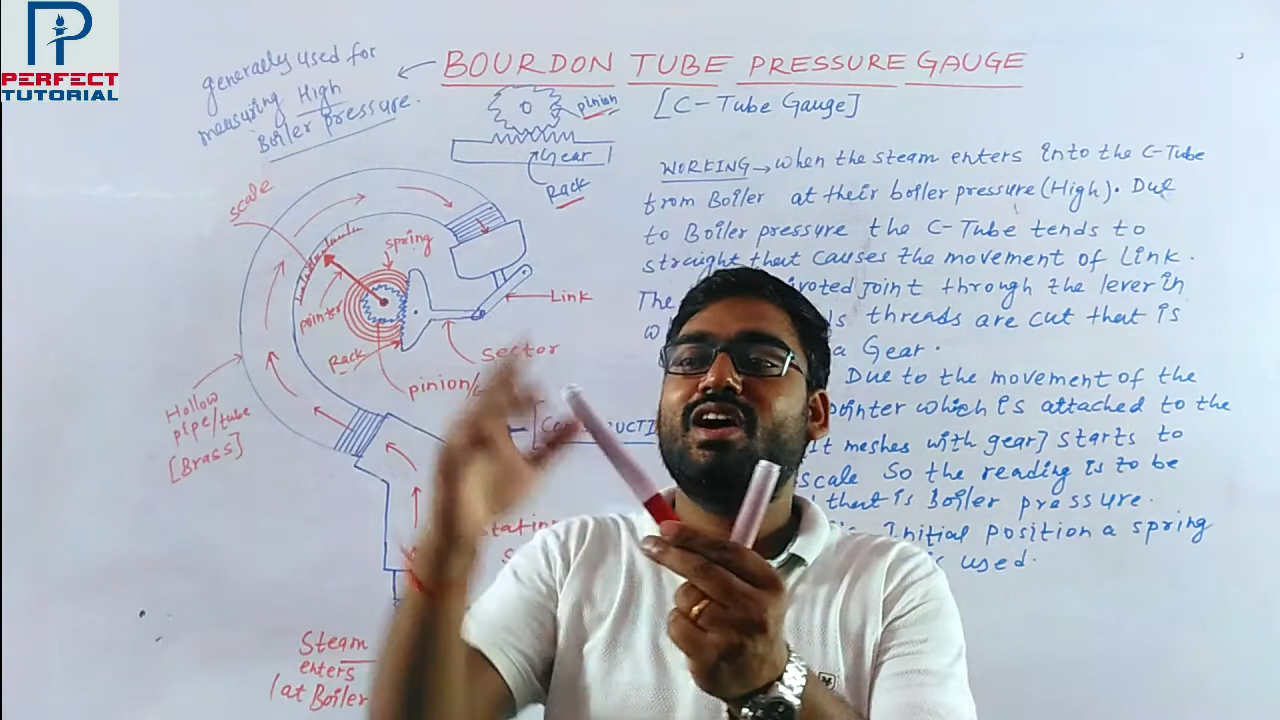 PERFECT
TUTORIAL
generally used for
measuring High
Boiler pressure.
BOURDON TUBE PRESSURE GAUGE
[C-Tube Gauge]
pinion
Gear
Rack
scale
spring
pointer
Rack
Link
Sector
pinion/
Hollow
pipe/tube
[Brass]
Steam
enters
(at Boiler
WORKING → when the steam enters into the C-Tube
from Boiler at their boiler pressure (High). Due
to Boiler pressure the C-Tube tends to
straight that causes the movement of Link.
The joint through the lever in
threads are cut that is
a Gear.
Due to the movement of the
pointer which is attached to the
It meshes with gear] starts to
scale so the reading is to be
that is Boiler pressure.
Initial position a spring
used.